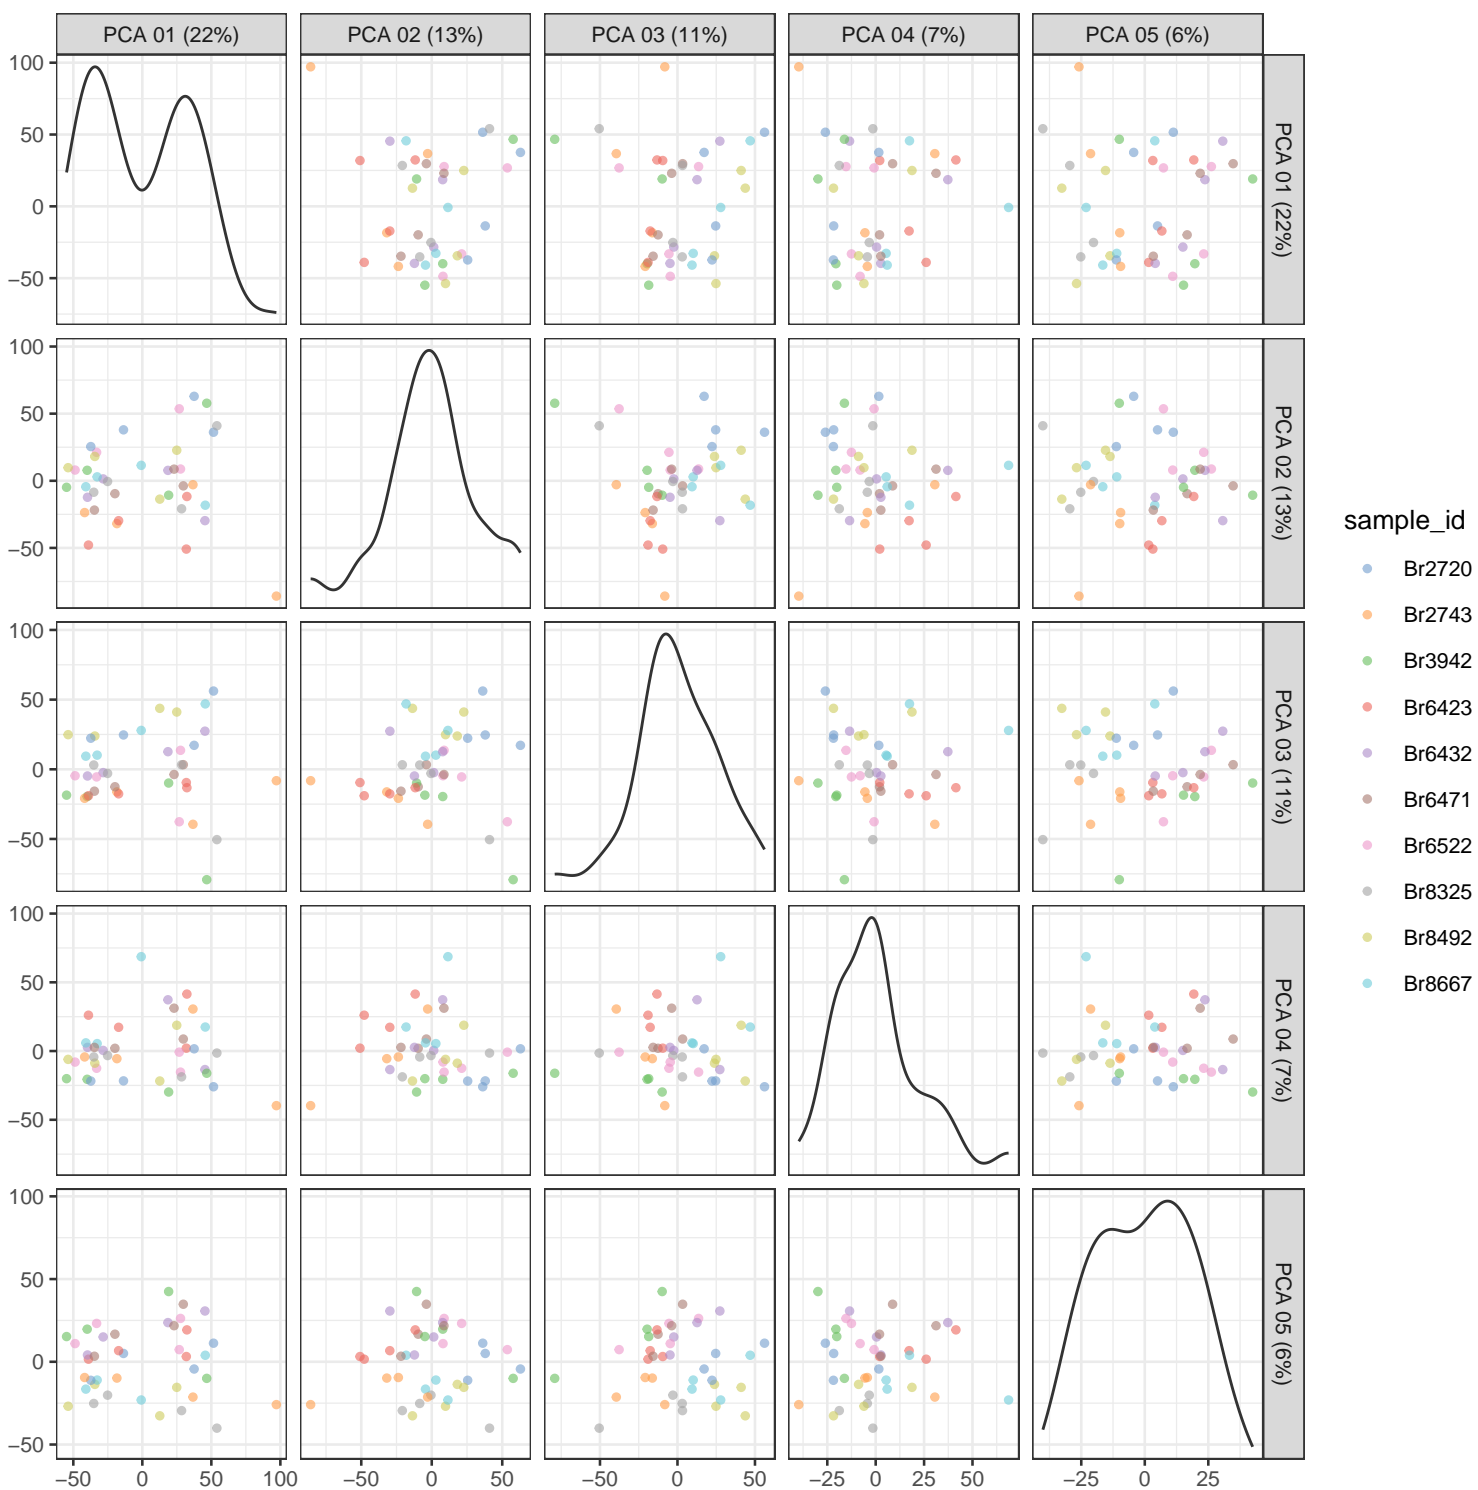 PCA 01 (22%) PCA 02 (13%) PCA 03 (11%) PCA 04 (7%) PCA 05 (6%)
100
50
0
−50
PCA 01 (22%)
100
50
0
−50
PCA 02 (13%)
100
50
0
−50
PCA 03 (11%)
100
50
0
−50
PCA 04 (7%)
100
50
0
−50
PCA 05 (6%)
−50 0 50 100 −50 0 50 −50 0 50 −25 0 25 50 −25 0 25
sample_id
Br2720
Br2743
Br3942
Br6423
Br6432
Br6471
Br6522
Br8325
Br8492
Br8667